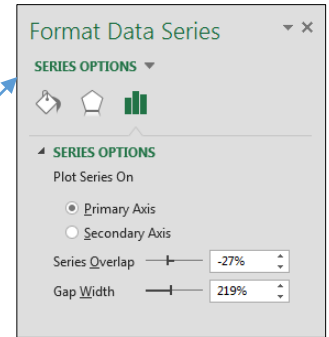 Format Data Series
SERIES OPTIONS
SERIES OPTIONS
Plot Series On
Primary Axis
Secondary Axis
Series Overlap -27%
Gap Width 219%